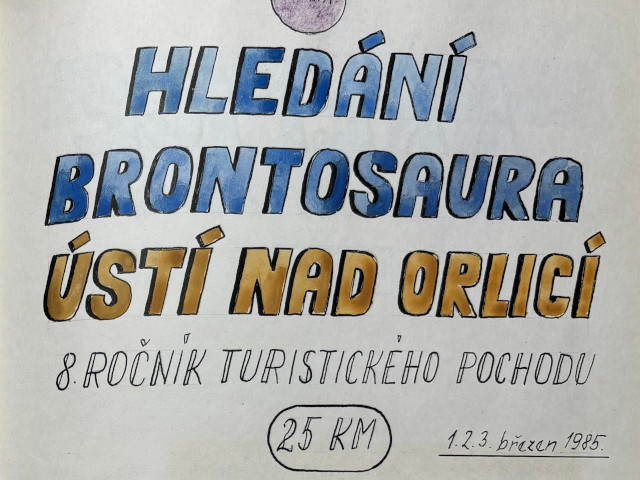 HLEDÁNÍ
BRONTOSAURA
ÚSTÍ NAD ORLICÍ
8. ROČNÍK TURISTICKÉHO POCHODU
25 KM
1.2.3. březen 1985.